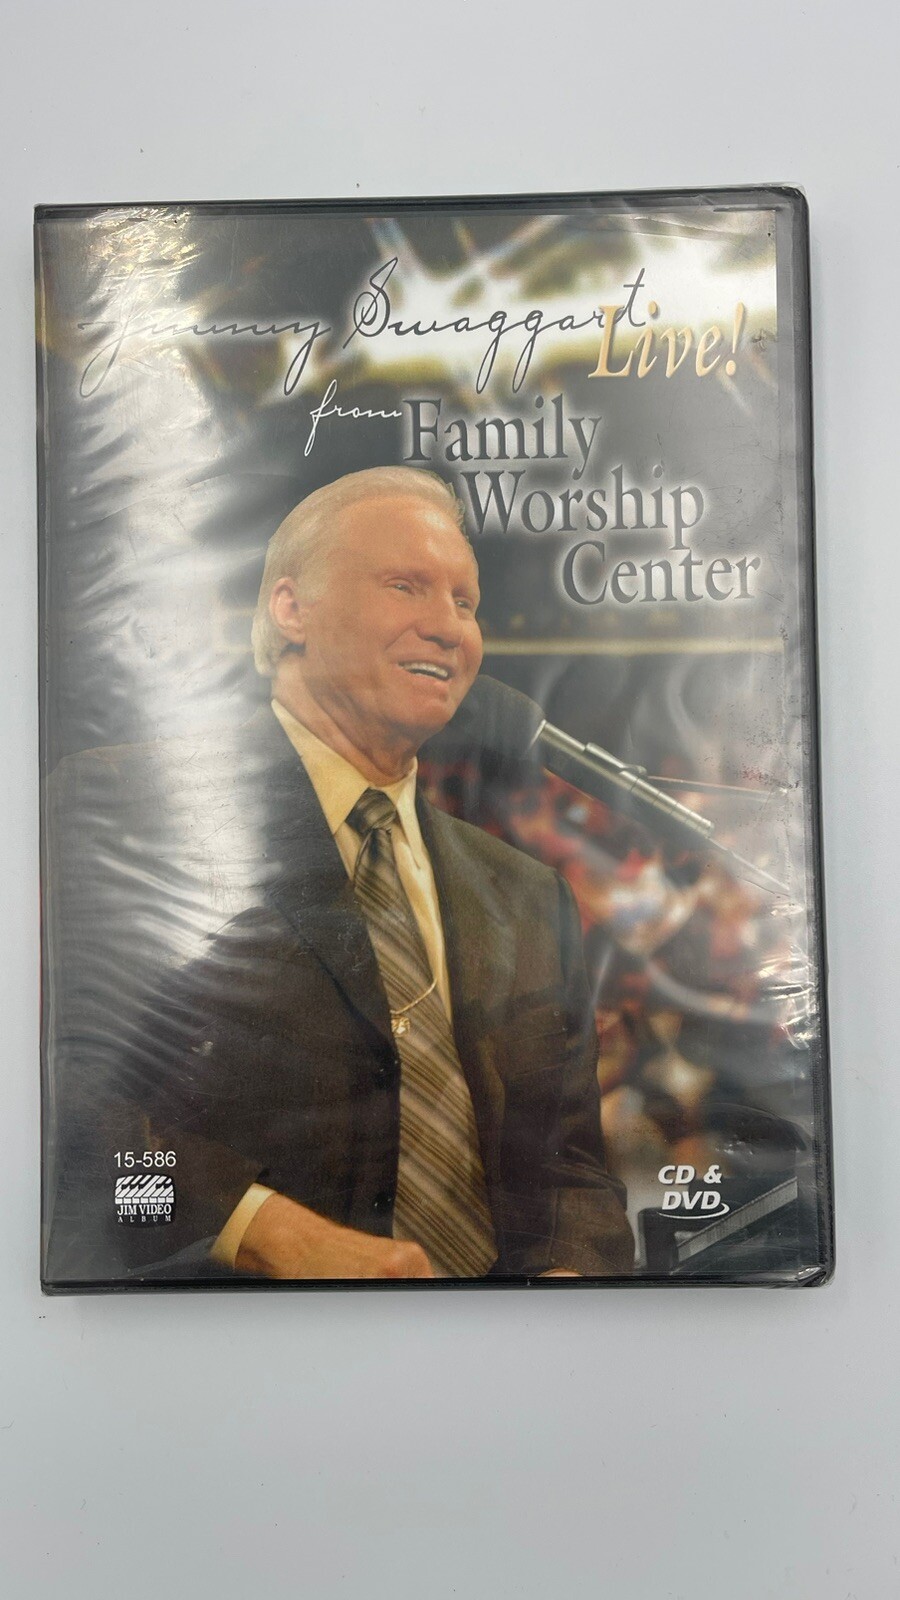 Jimmy Swaggart Live!
from Family
Worship
Center
15-586
JIM VIDEO
ALBUM
CD &
DVD